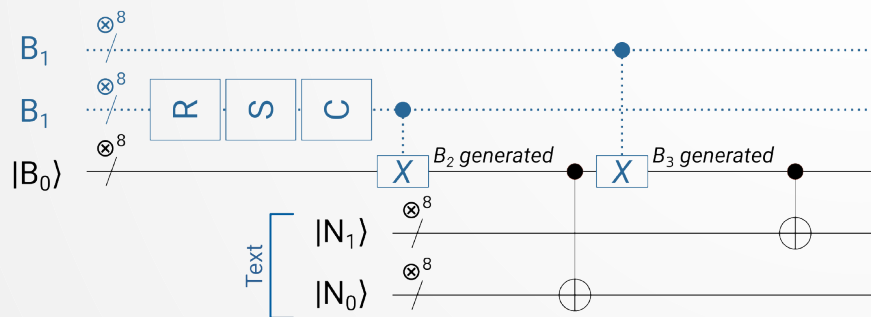 ⊗8
B1
⊗8
B1
R S C
⊗8
|B0⟩
X
B2 generated
X
B3 generated
⊗8
|N1⟩
Text
⊗8
|N0⟩